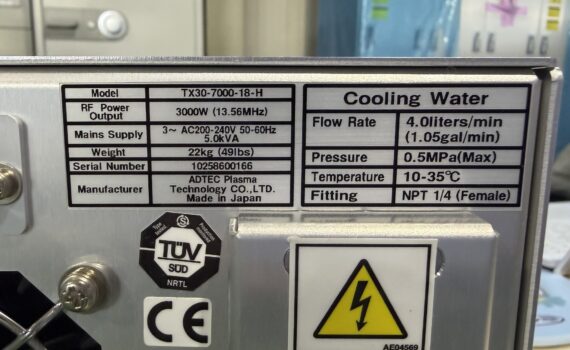 Model TX30-7000-18-H
RF Power Output 3000W (13.56MHz)
Mains Supply 3~ AC200-240V 50-60Hz 5.0kVA
Weight 22kg (49lbs)
Serial Number 10258600166
Manufacturer ADTEC Plasma Technology CO.,LTD. Made in Japan
Cooling Water
Flow Rate 4.0liters/min (1.05gal/min)
Pressure 0.5MPa(Max)
Temperature 10-35℃
Fitting NPT 1/4 (Female)
TÜV
SÜD
NRTL
CE
AE04569